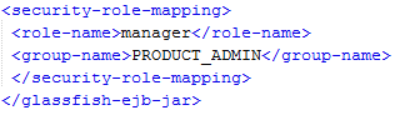 <security-role-mapping>
<role-name>manager</role-name>
<group-name>PRODUCT_ADMIN</group-name>
</security-role-mapping>
</glassfish-ejb-jar>